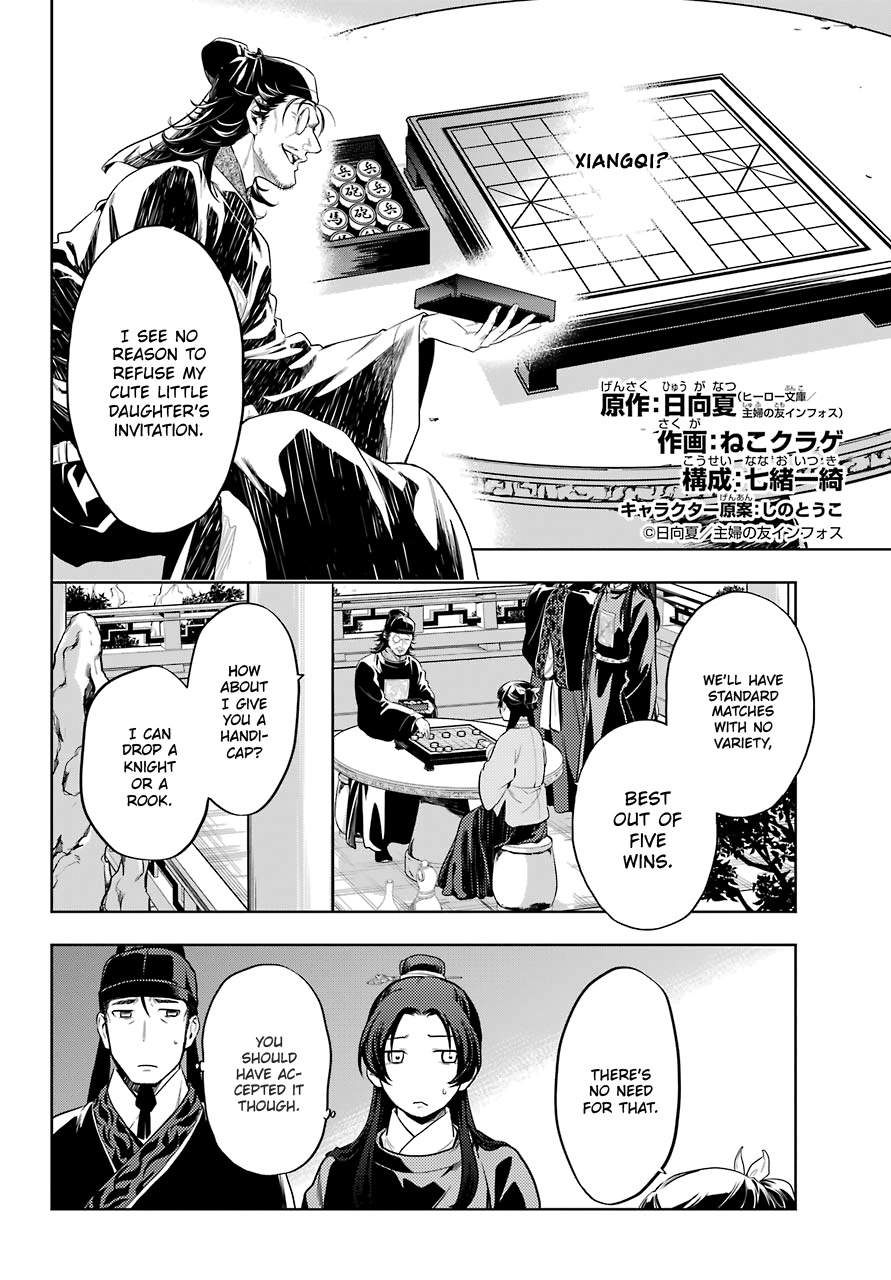 XIANGQI?
I SEE NO
REASON TO
REFUSE MY
CUTE LITTLE
DAUGHTER'S
INVITATION.
兵
兵
砲
兵
馬
砲
げんさく ひゅうがなつ ぶんこ
原作:日向夏(ヒーロー文庫/
しゅふ とも
主婦の友インフォス)
さくが
作画:ねこクラゲ
こうせい ななおいつき
構成:七緒一綺
げんあん
キャラクター原案:しのとうこ
©日向夏/主婦の友インフォス
WE'LL HAVE
STANDARD
MATCHES
WITH NO
VARIETY,
BEST
OUT OF
FIVE
WINS.
HOW
ABOUT
I GIVE
YOU A
HANDI-
CAP?
I CAN
DROP A
KNIGHT
OR A
ROOK.
THERE'S
NO NEED
FOR THAT.
YOU
SHOULD
HAVE AC-
CEPTED IT
THOUGH.